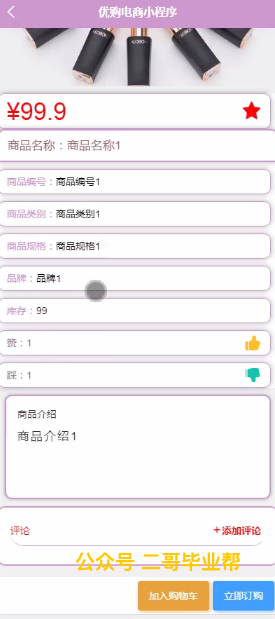 优购电商小程序
¥99.9
商品名称：商品名称1
商品编号：商品编号1
商品类别：商品类别1
商品规格：商品规格1
品牌：品牌1
库存：99
赞：1
踩：1
商品介绍
商品介绍1
评论 +添加评论
公众号 二哥毕业帮
加入购物车 立即订购